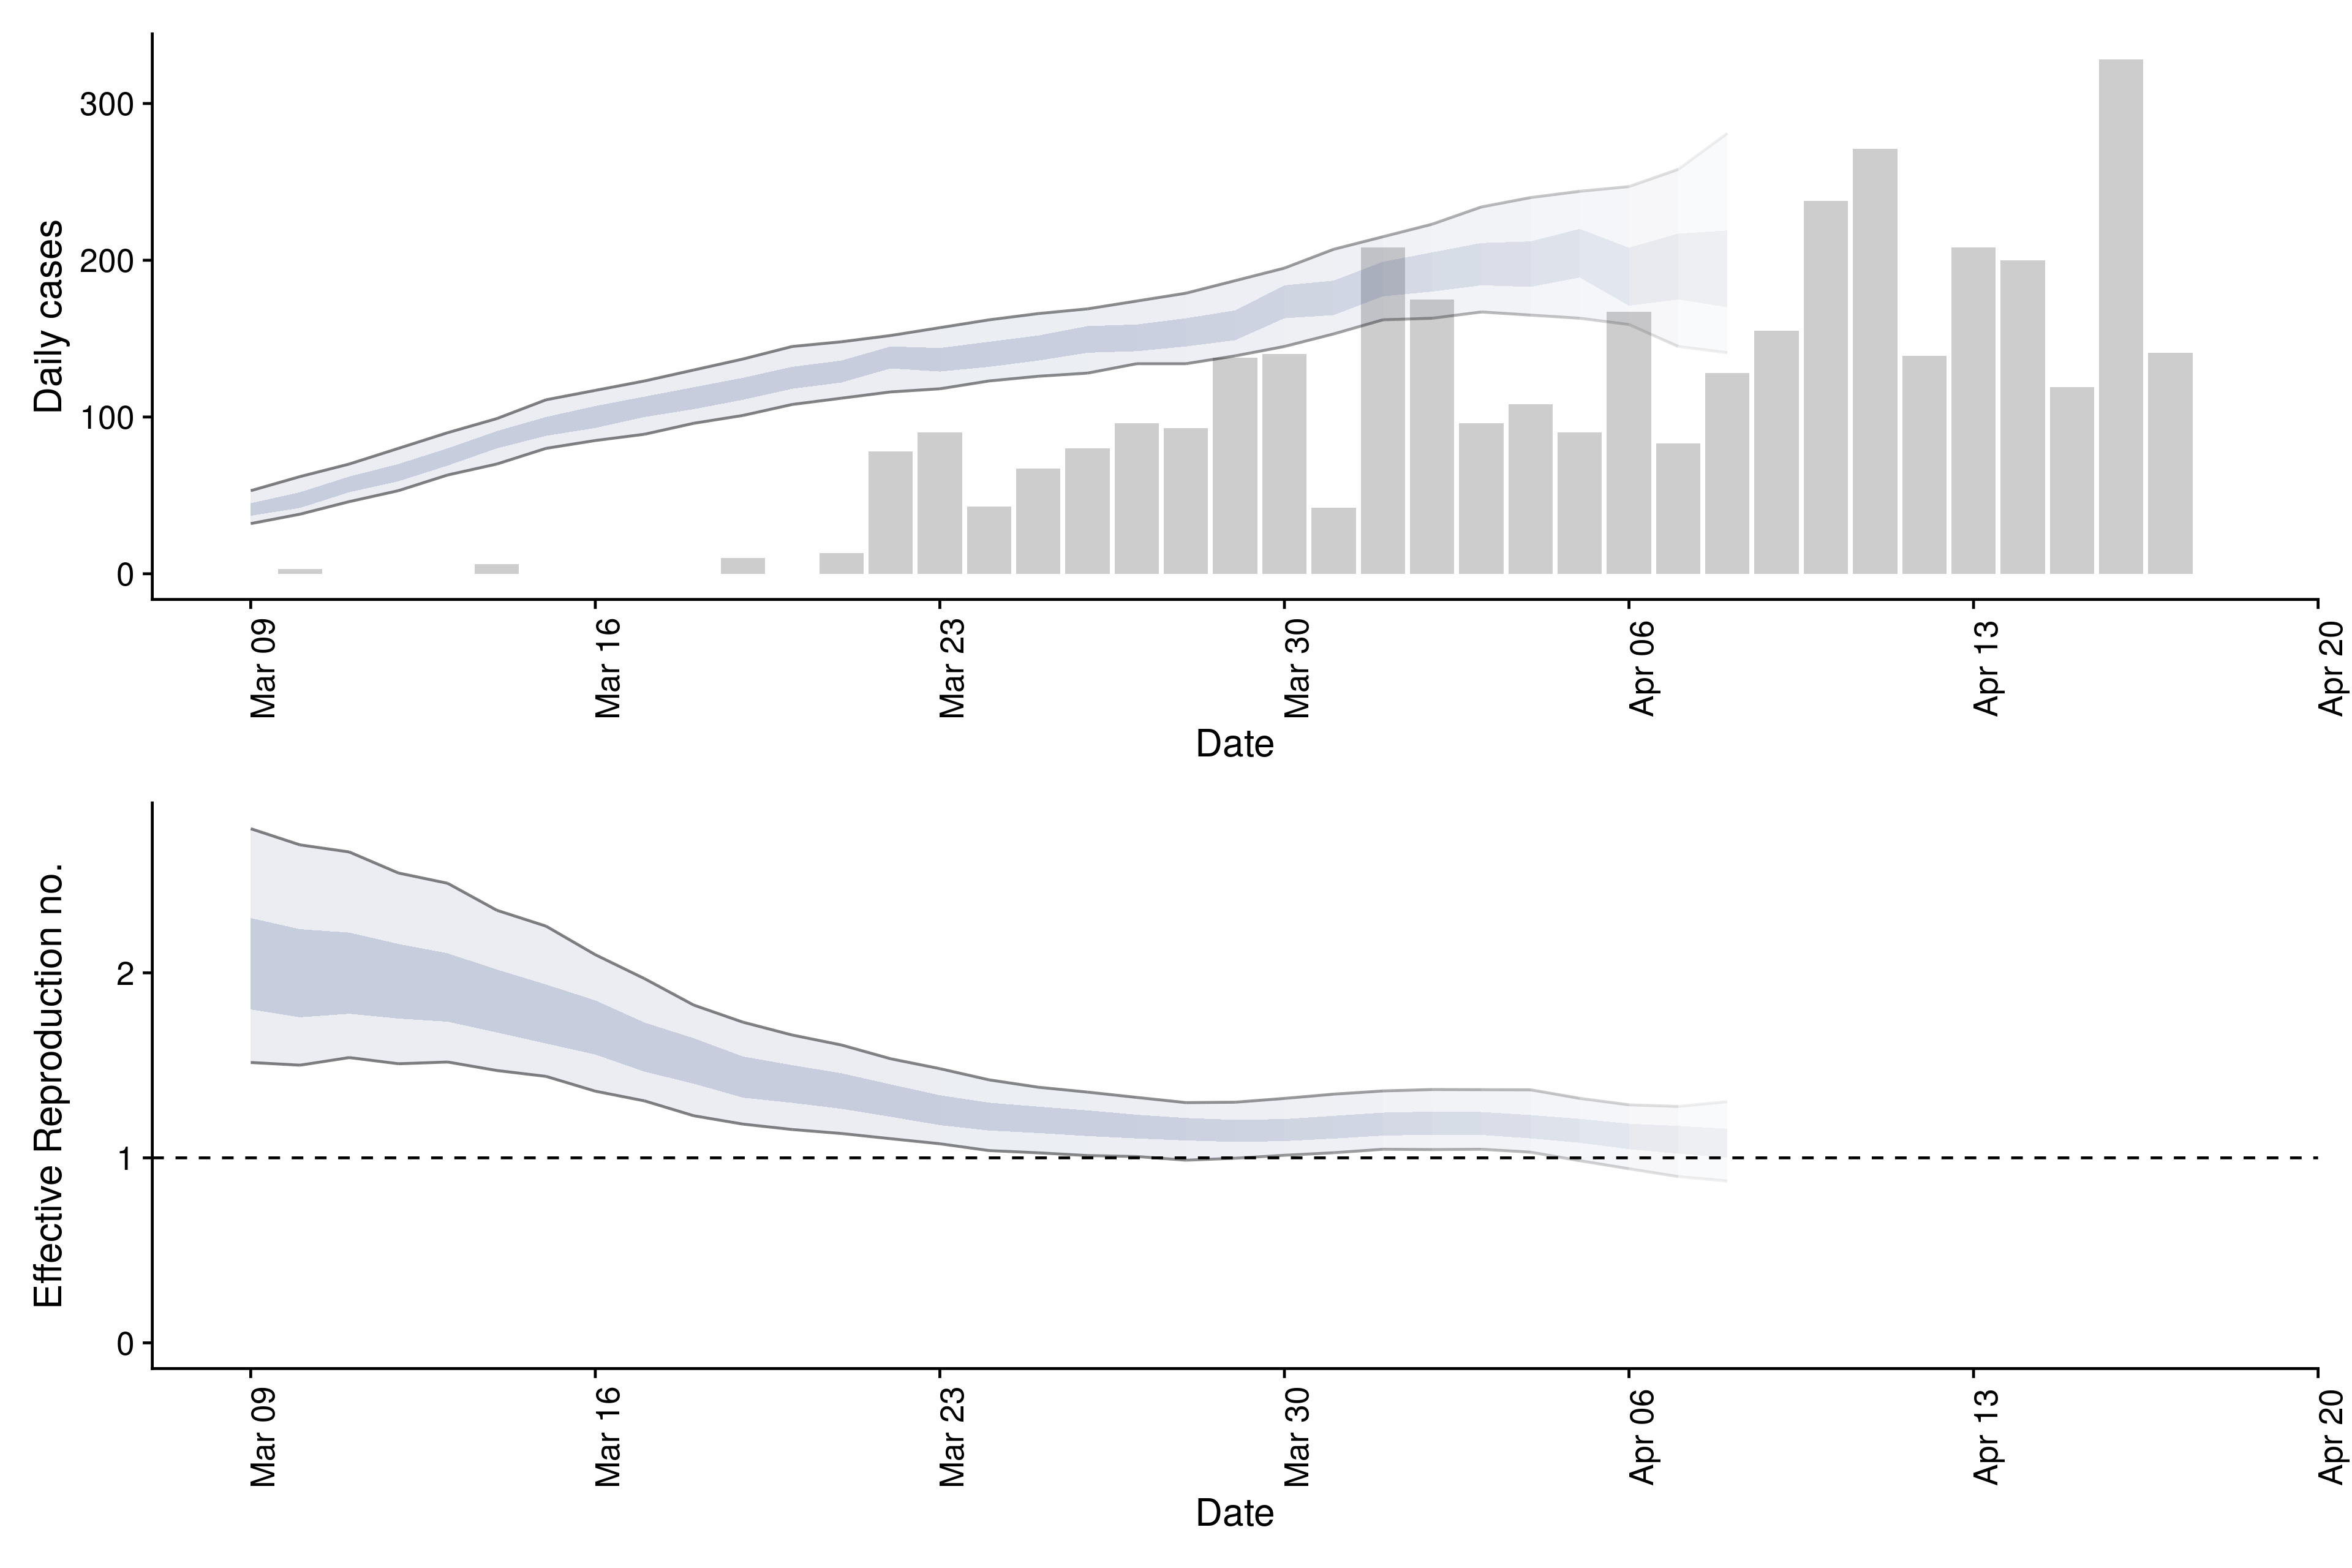 Daily cases
300
200
100
0
Mar 09
Mar 16
Mar 23
Mar 30
Apr 06
Apr 13
Apr 20
Date
Effective Reproduction no.
2
1
0
Mar 09
Mar 16
Mar 23
Mar 30
Apr 06
Apr 13
Apr 20
Date